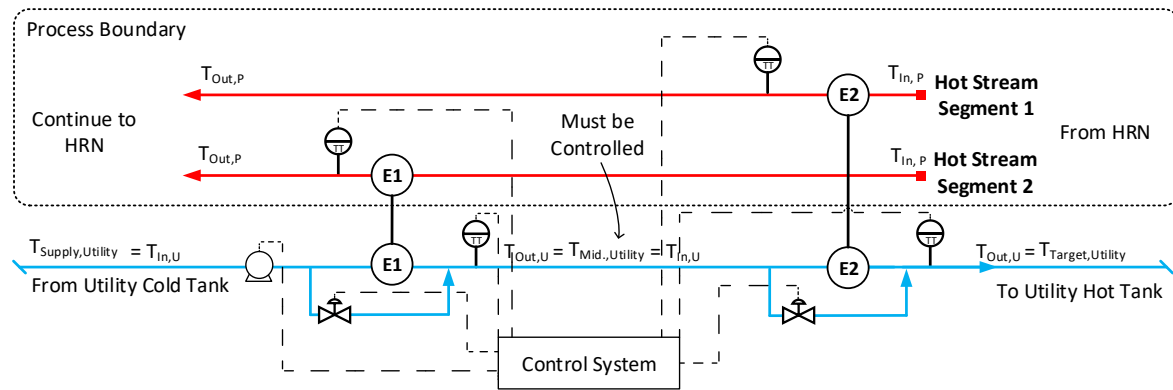 Process Boundary
T_Out,P
TT
E2
T_In, P
Hot Stream
Segment 1
Continue to
HRN
From HRN
T_Out,P
TT
E1
Must be
Controlled
T_In, P
Hot Stream
Segment 2
T_Supply,Utility = T_In,U
E1
TT
T_Out,U = T_Mid.,Utility = T_In,U
E2
TT
T_Out,U = T_Target,Utility
From Utility Cold Tank
To Utility Hot Tank
Control System